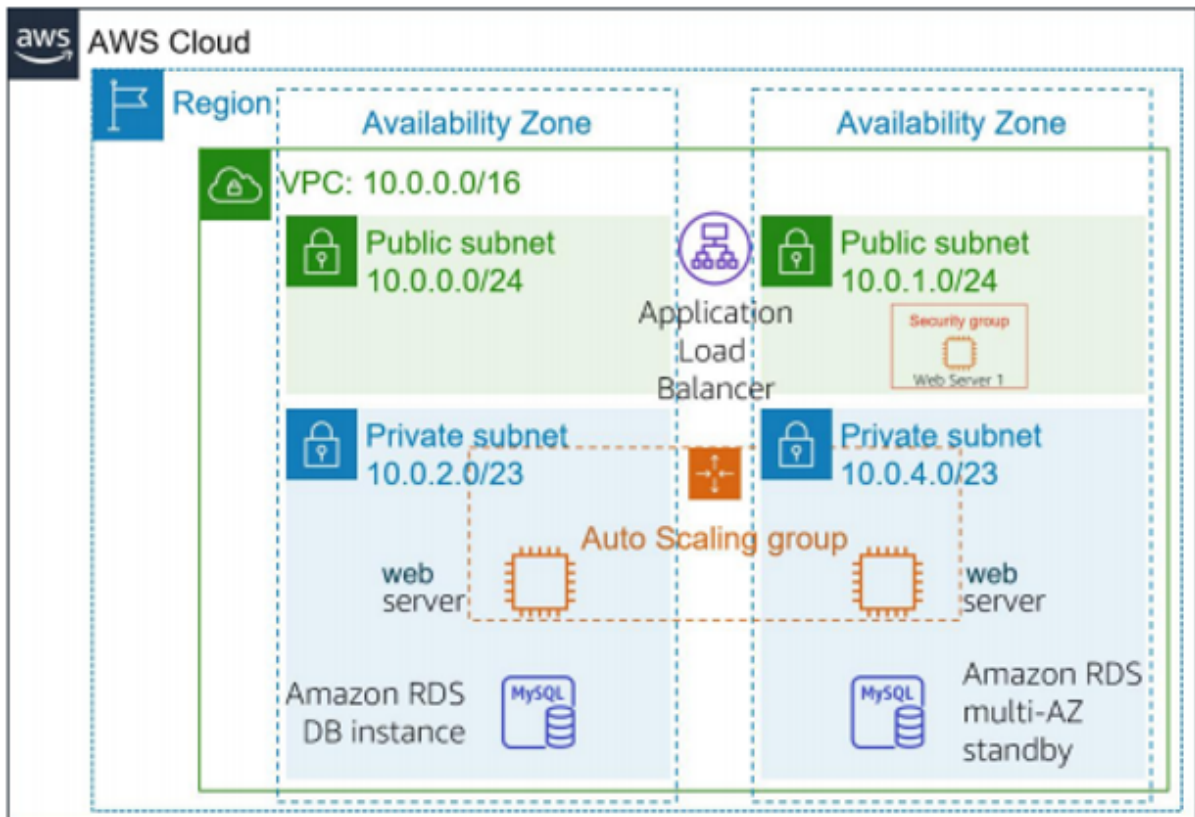 aws
AWS Cloud
Region
Availability Zone
Availability Zone
VPC: 10.0.0.0/16
Public subnet
10.0.0.0/24
Application
Load
Balancer
Public subnet
10.0.1.0/24
Security group
Web Server 1
Private subnet
10.0.2.0/23
Private subnet
10.0.4.0/23
Auto Scaling group
web
server
web
server
Amazon RDS
DB instance
MySQL
MySQL
Amazon RDS
multi-AZ
standby